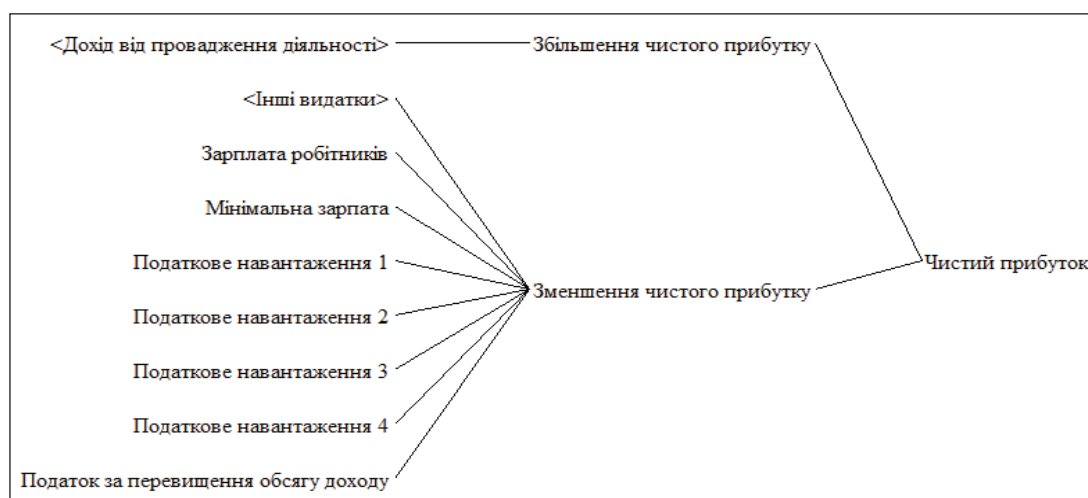 <Дохід від провадження діяльності>
Збільшення чистого прибутку
<Інші видатки>
Зарплата робітників
Мінімальна зарпата
Податкове навантаження 1
Чистий прибуток
Зменшення чистого прибутку
Податкове навантаження 2
Податкове навантаження 3
Податкове навантаження 4
Податок за перевищення обсягу доходу